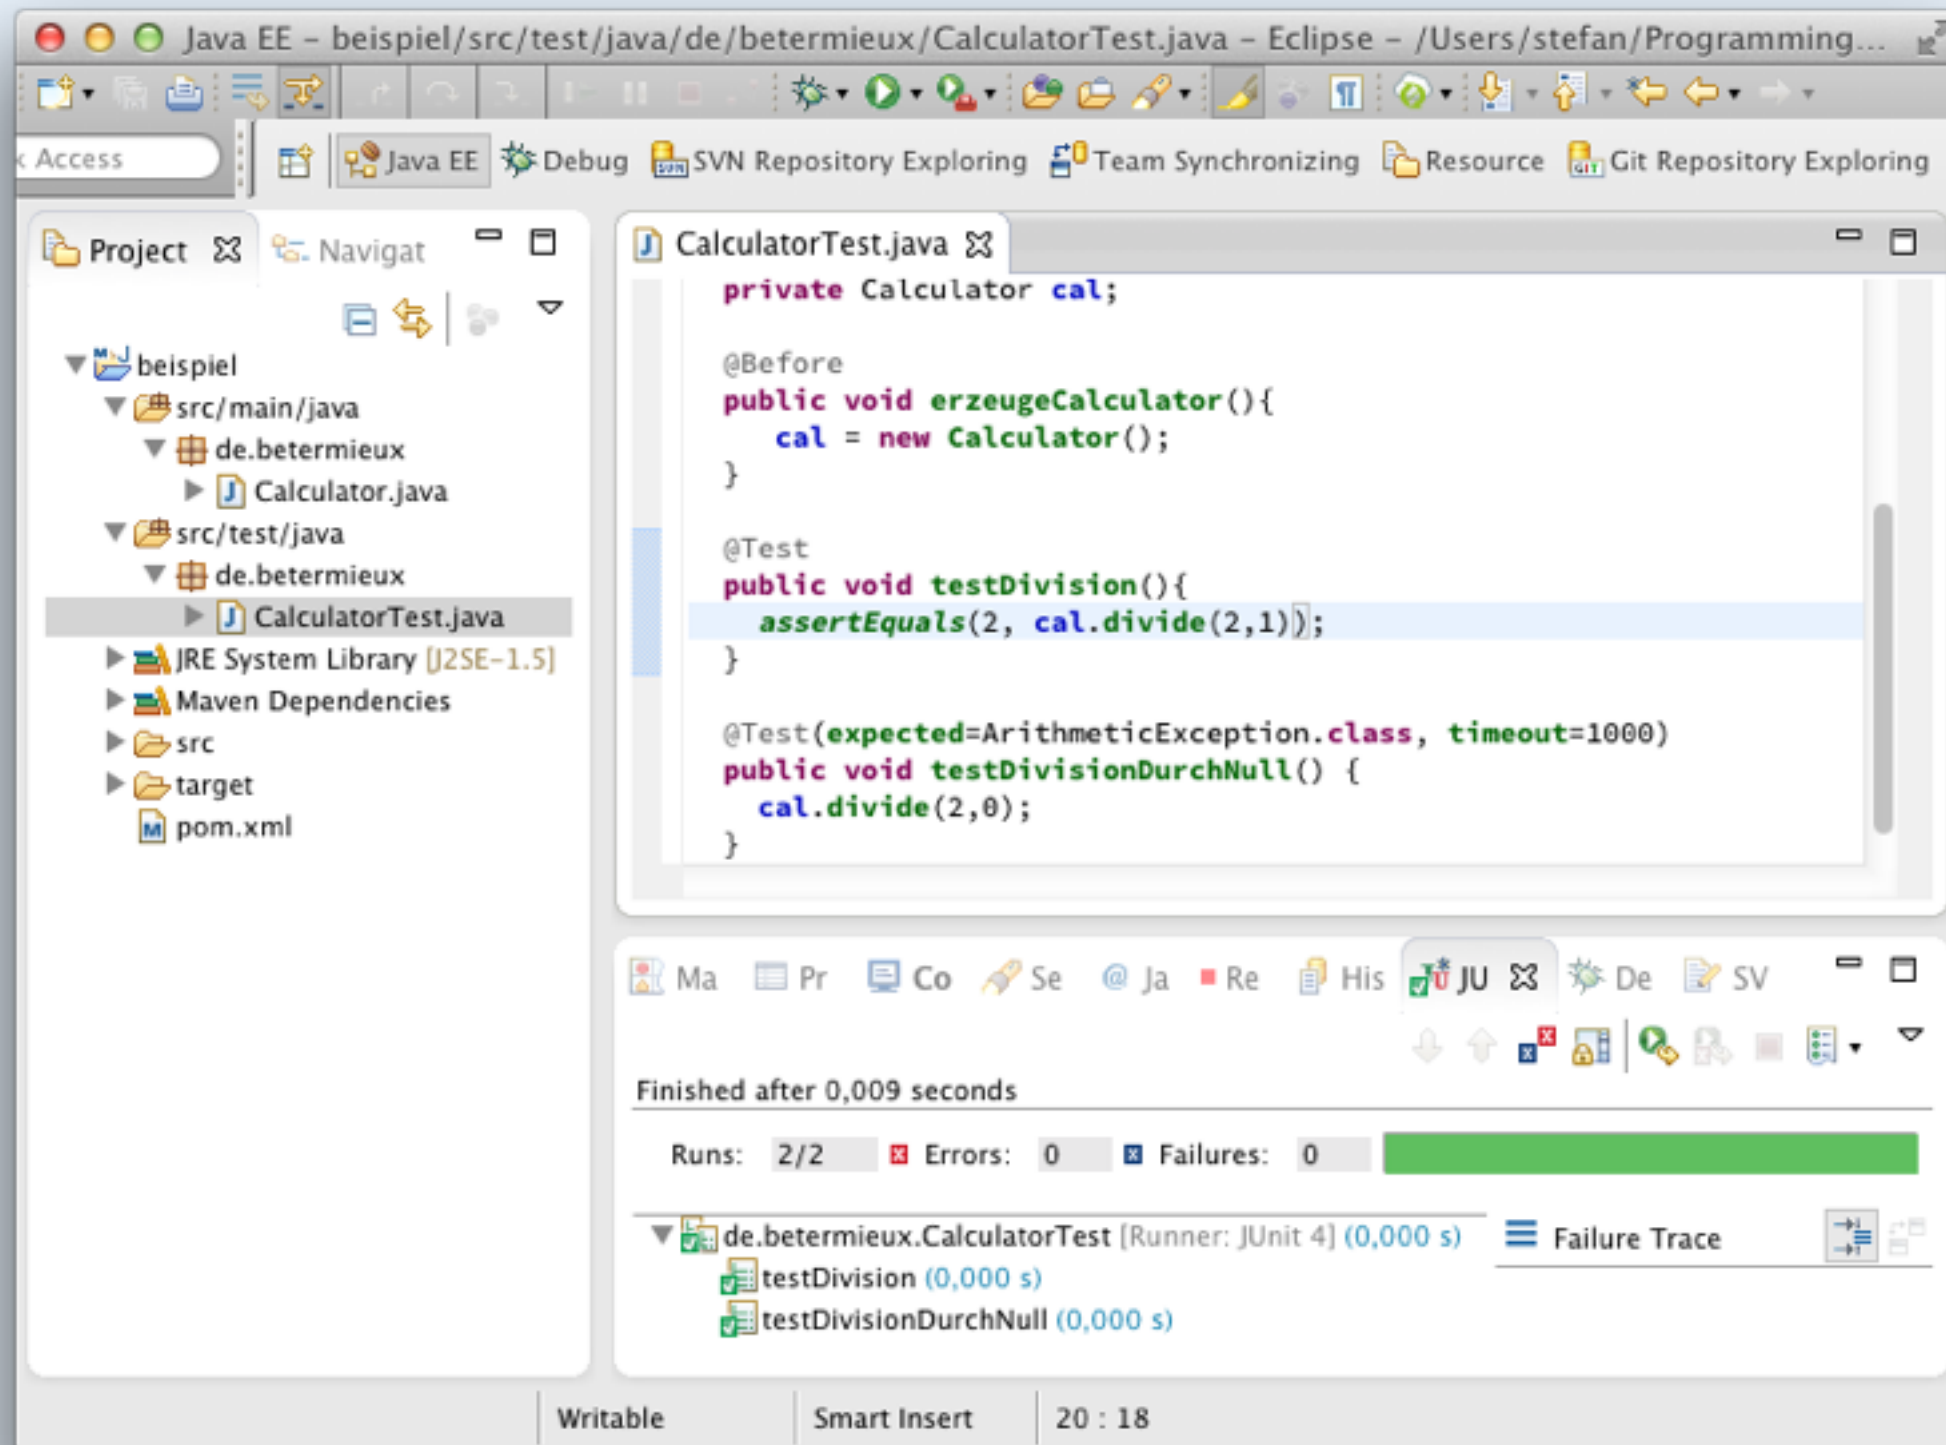 Java EE – beispiel/src/test/java/de/betermieux/CalculatorTest.java – Eclipse – /Users/stefan/Programming...
Access
Java EE Debug SVN Repository Exploring Team Synchronizing Resource Git Repository Exploring
Project Navigat
beispiel
src/main/java
de.betermieux
Calculator.java
src/test/java
de.betermieux
CalculatorTest.java
JRE System Library [J2SE-1.5]
Maven Dependencies
src
target
pom.xml
CalculatorTest.java
private Calculator cal;
@Before
public void erzeugeCalculator(){
cal = new Calculator();
}
@Test
public void testDivision(){
assertEquals(2, cal.divide(2,1));
}
@Test(expected=ArithmeticException.class, timeout=1000)
public void testDivisionDurchNull() {
cal.divide(2,0);
}
Ma Pr Co Se Ja Re His JU De SV
Finished after 0,009 seconds
Runs: 2/2 Errors: 0 Failures: 0
de.betermieux.CalculatorTest [Runner: JUnit 4] (0,000 s)
testDivision (0,000 s)
testDivisionDurchNull (0,000 s)
Failure Trace
Writable Smart Insert 20 : 18